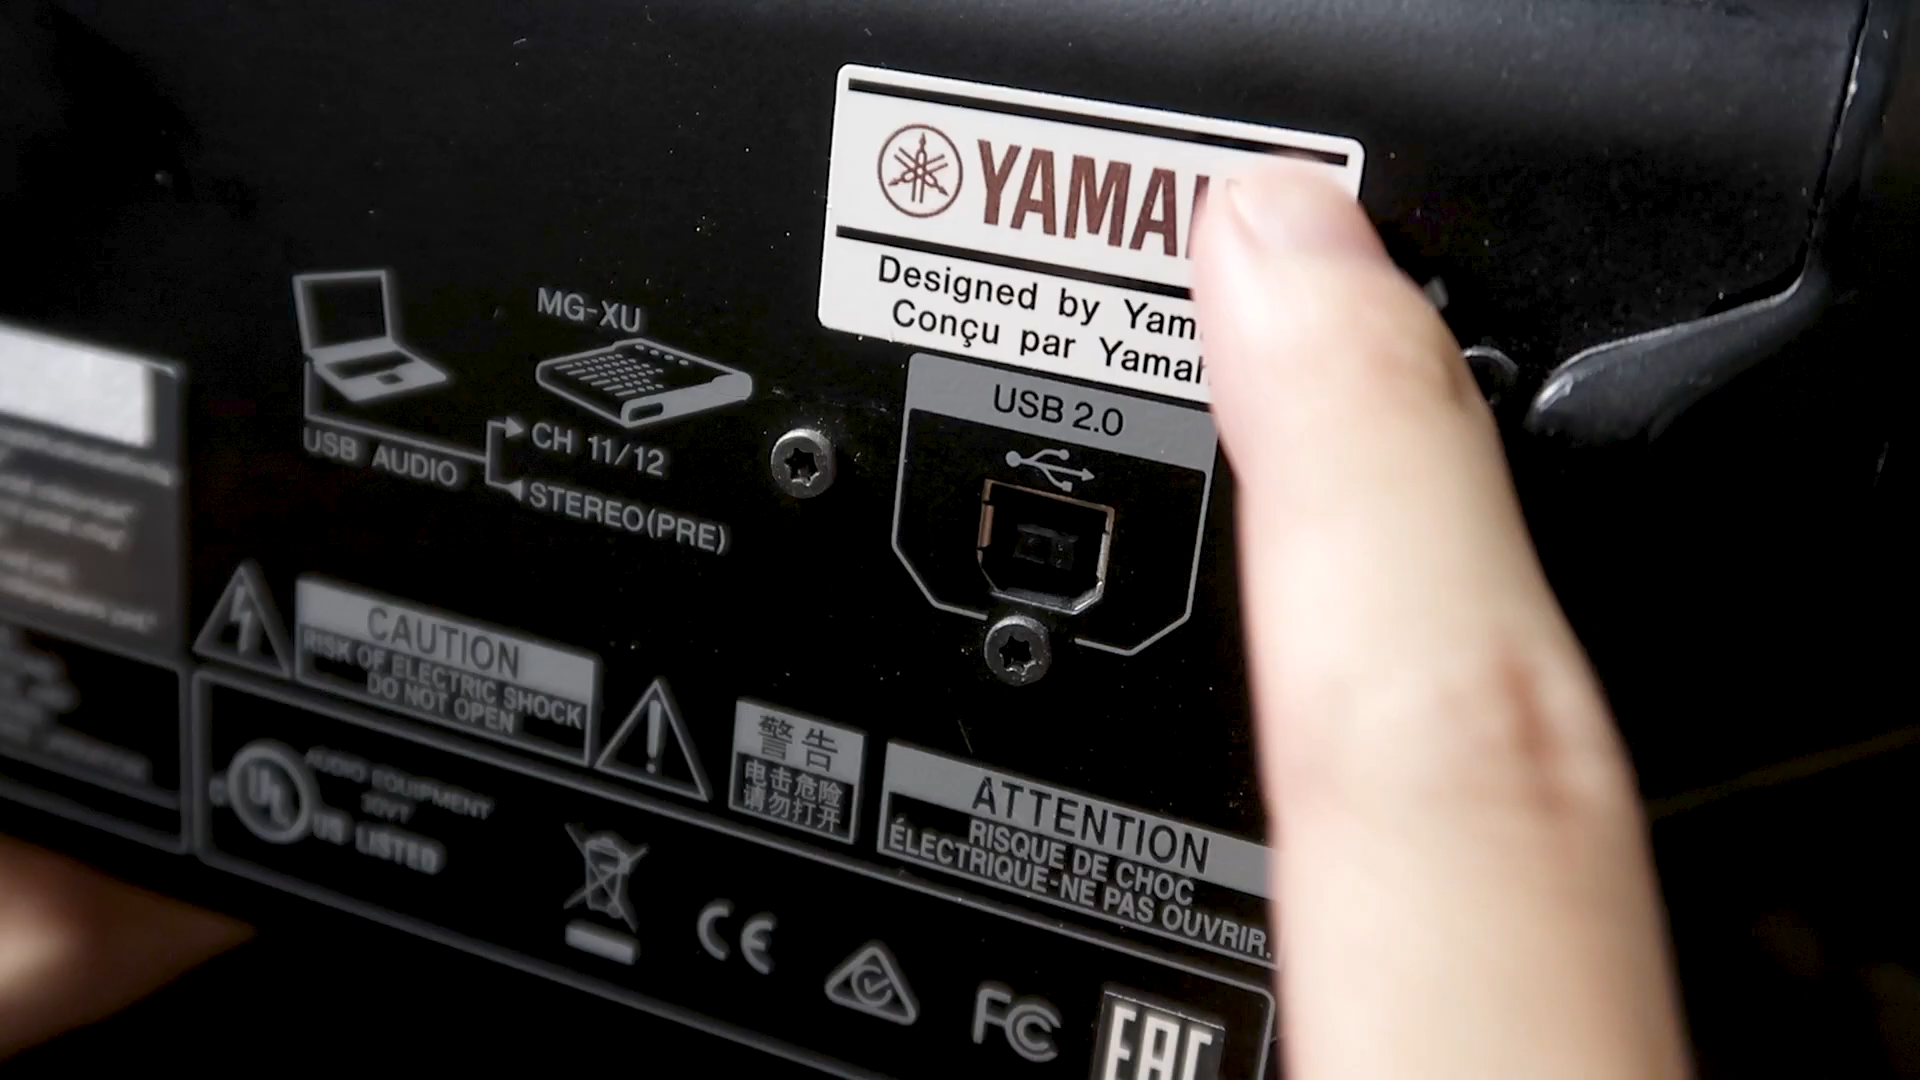 YAMA
Designed by Yam
Conçu par Yamah
MG-XU
USB AUDIO
CH 11/12
STEREO(PRE)
USB 2.0
CAUTION
RISK OF ELECTRIC SHOCK
DO NOT OPEN
警告
电击危险
请勿打开
ATTENTION
RISQUE DE CHOC
ÉLECTRIQUE-NE PAS OUVRIR.
UL
AUDIO EQUIPMENT
30VT
US LISTED
CE
FC
EAC